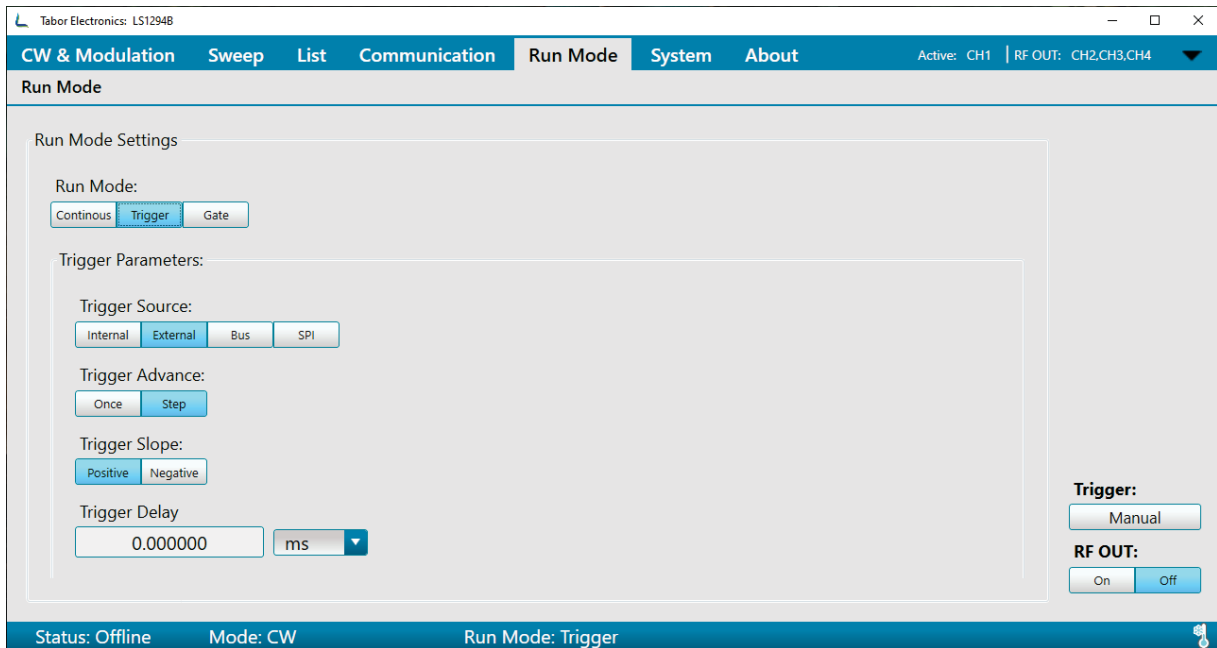 Tabor Electronics: LS1294B
CW & Modulation Sweep List Communication Run Mode System About Active: CH1 RF OUT: CH2,CH3,CH4
Run Mode
Run Mode Settings
Run Mode:
Continous Trigger Gate
Trigger Parameters:
Trigger Source:
Internal External Bus SPI
Trigger Advance:
Once Step
Trigger Slope:
Positive Negative
Trigger Delay
0.000000 ms
Trigger:
Manual
RF OUT:
On Off
Status: Offline Mode: CW Run Mode: Trigger